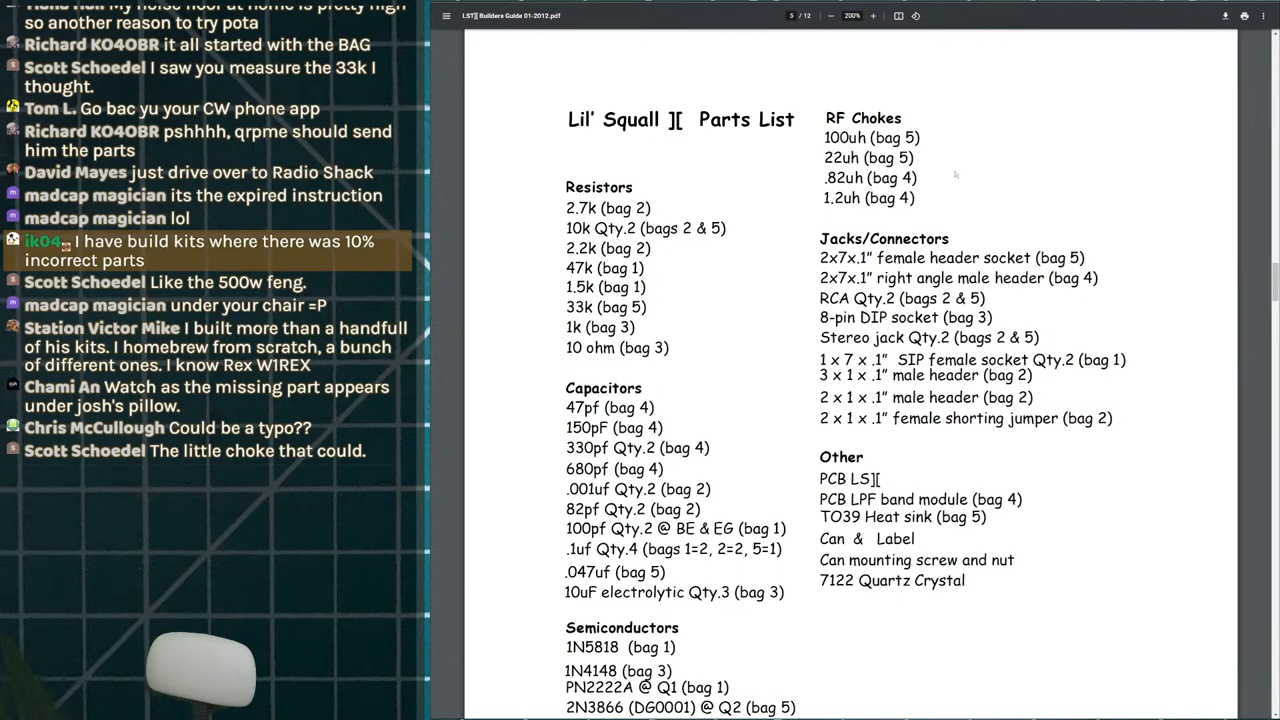 My noise floor at home is pretty high
so another reason to try pota
Richard KO4OBR it all started with the BAG
Scott Schoedel I saw you measure the 33k I
thought.
Tom L. Go bac yu your CW phone app
Richard KO4OBR pshhhh, qrpme should send
him the parts
David Mayes just drive over to Radio Shack
madcap magician its the expired instruction
madcap magician lol
ik04 I have build kits where there was 10%
incorrect parts
Scott Schoedel Like the 500w feng.
madcap magician under your chair =P
Station Victor Mike I built more than a handfull
of his kits. I homebrew from scratch, a bunch
of different ones. I know Rex W1REX
Chami An Watch as the missing part appears
under josh's pillow.
Chris McCullough Could be a typo??
Scott Schoedel The little choke that could.
LST][ Builders Guide 01-2012.pdf
5 / 12
200%
Lil' Squall ][ Parts List
Resistors
2.7k (bag 2)
10k Qty.2 (bags 2 & 5)
2.2k (bag 2)
47k (bag 1)
1.5k (bag 1)
33k (bag 5)
1k (bag 3)
10 ohm (bag 3)
Capacitors
47pf (bag 4)
150pF (bag 4)
330pf Qty.2 (bag 4)
680pf (bag 4)
.001uf Qty.2 (bag 2)
82pf Qty.2 (bag 2)
100pf Qty.2 @ BE & EG (bag 1)
.1uf Qty.4 (bags 1=2, 2=2, 5=1)
.047uf (bag 5)
10uF electrolytic Qty.3 (bag 3)
Semiconductors
1N5818 (bag 1)
1N4148 (bag 3)
PN2222A @ Q1 (bag 1)
2N3866 (DG0001) @ Q2 (bag 5)
RF Chokes
100uh (bag 5)
22uh (bag 5)
.82uh (bag 4)
1.2uh (bag 4)
Jacks/Connectors
2x7x.1" female header socket (bag 5)
2x7x.1" right angle male header (bag 4)
RCA Qty.2 (bags 2 & 5)
8-pin DIP socket (bag 3)
Stereo jack Qty.2 (bags 2 & 5)
1 x 7 x .1" SIP female socket Qty.2 (bag 1)
3 x 1 x .1" male header (bag 2)
2 x 1 x .1" male header (bag 2)
2 x 1 x .1" female shorting jumper (bag 2)
Other
PCB LS][
PCB LPF band module (bag 4)
TO39 Heat sink (bag 5)
Can & Label
Can mounting screw and nut
7122 Quartz Crystal